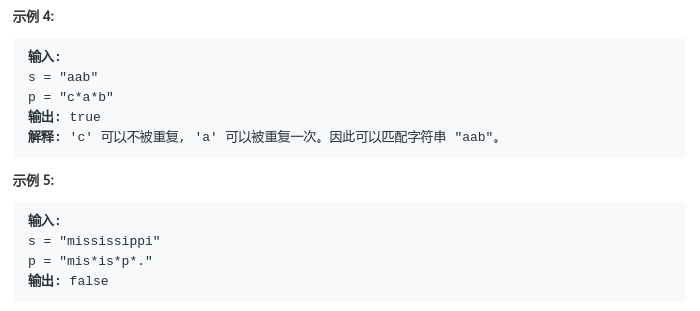 示例 4:
输入:
s = "aab"
p = "c*a*b"
输出: true
解释: 'c' 可以不被重复, 'a' 可以被重复一次。因此可以匹配字符串 "aab"。
示例 5:
输入:
s = "mississippi"
p = "mis*is*p*."
输出: false